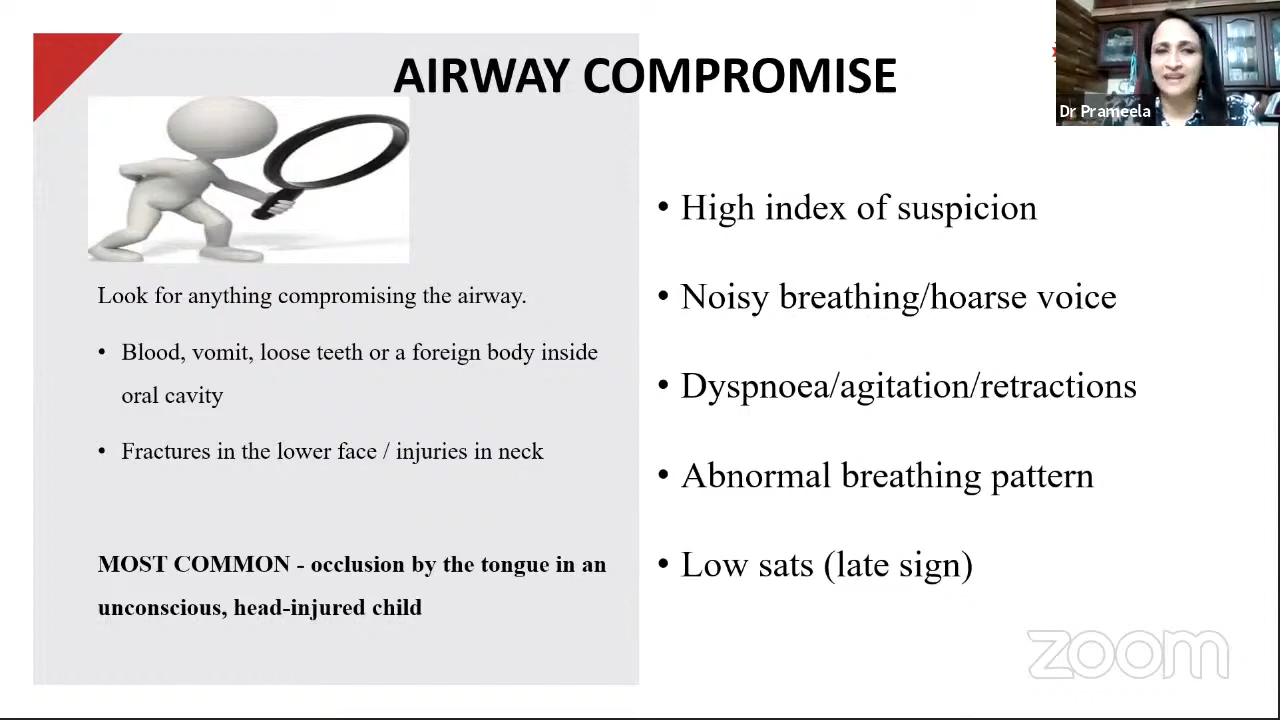 AIRWAY COMPROMISE
Dr Prameela
Look for anything compromising the airway.
• Blood, vomit, loose teeth or a foreign body inside
oral cavity
• Fractures in the lower face / injuries in neck
MOST COMMON - occlusion by the tongue in an
unconscious, head-injured child
• High index of suspicion
• Noisy breathing/hoarse voice
• Dyspnoea/agitation/retractions
• Abnormal breathing pattern
• Low sats (late sign)
zoom